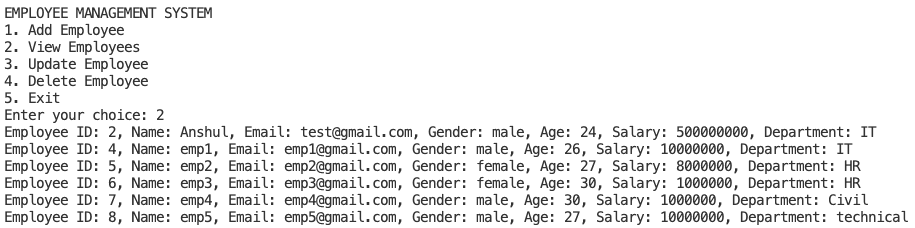 EMPLOYEE MANAGEMENT SYSTEM
1. Add Employee
2. View Employees
3. Update Employee
4. Delete Employee
5. Exit
Enter your choice: 2
Employee ID: 2, Name: Anshul, Email: test@gmail.com, Gender: male, Age: 24, Salary: 500000000, Department: IT
Employee ID: 4, Name: emp1, Email: emp1@gmail.com, Gender: male, Age: 26, Salary: 10000000, Department: IT
Employee ID: 5, Name: emp2, Email: emp2@gmail.com, Gender: female, Age: 27, Salary: 8000000, Department: HR
Employee ID: 6, Name: emp3, Email: emp3@gmail.com, Gender: female, Age: 30, Salary: 1000000, Department: HR
Employee ID: 7, Name: emp4, Email: emp4@gmail.com, Gender: male, Age: 30, Salary: 1000000, Department: Civil
Employee ID: 8, Name: emp5, Email: emp5@gmail.com, Gender: male, Age: 27, Salary: 10000000, Department: technical